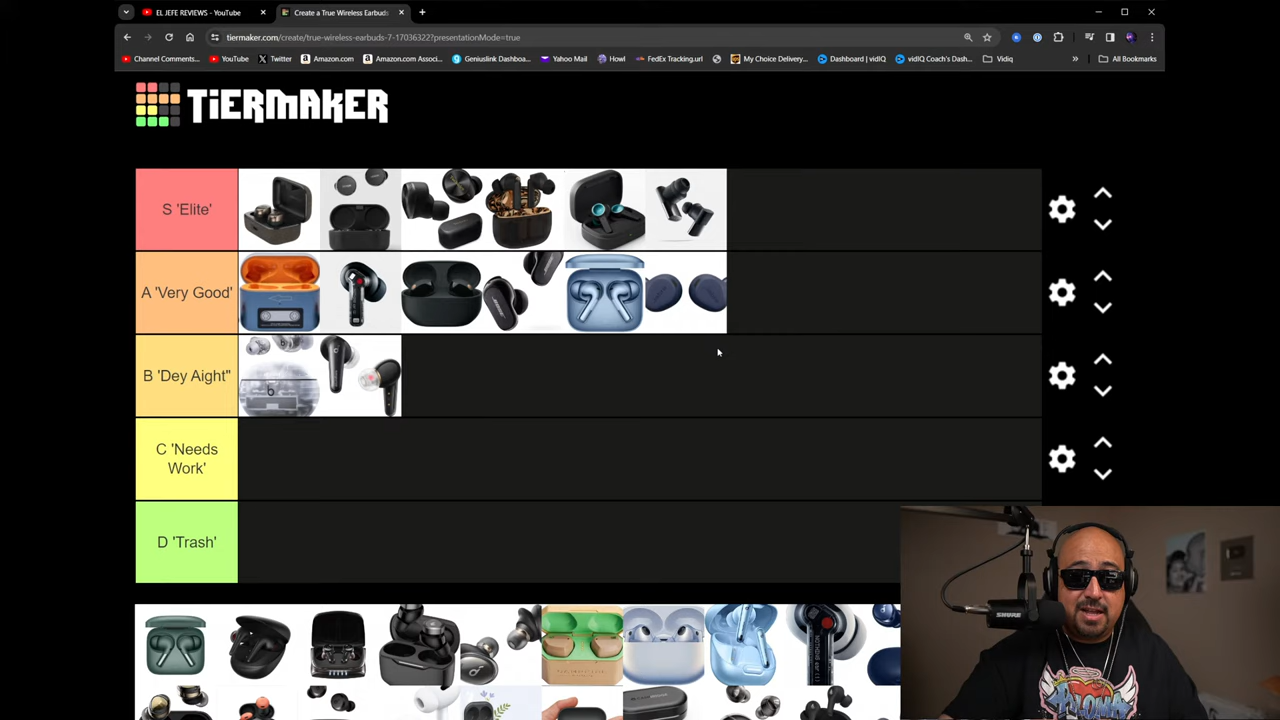 EL JEFE REVIEWS - YouTube
Create a True Wireless Earbuds
tiermaker.com/create/true-wireless-earbuds-7-17036322?presentationMode=true
Channel Comments... YouTube Twitter Amazon.com Amazon.com Associ... Geniuslink Dashboa... Yahoo Mail Howl FedEx Tracking.url My Choice Delivery... Dashboard | vidIQ vidIQ Coach's Dash... Vidiq » All Bookmarks
TiERMAKER
S 'Elite'
A 'Very Good'
BOSE
B 'Dey Aight"
b
C 'Needs
Work'
D 'Trash'
SHURE